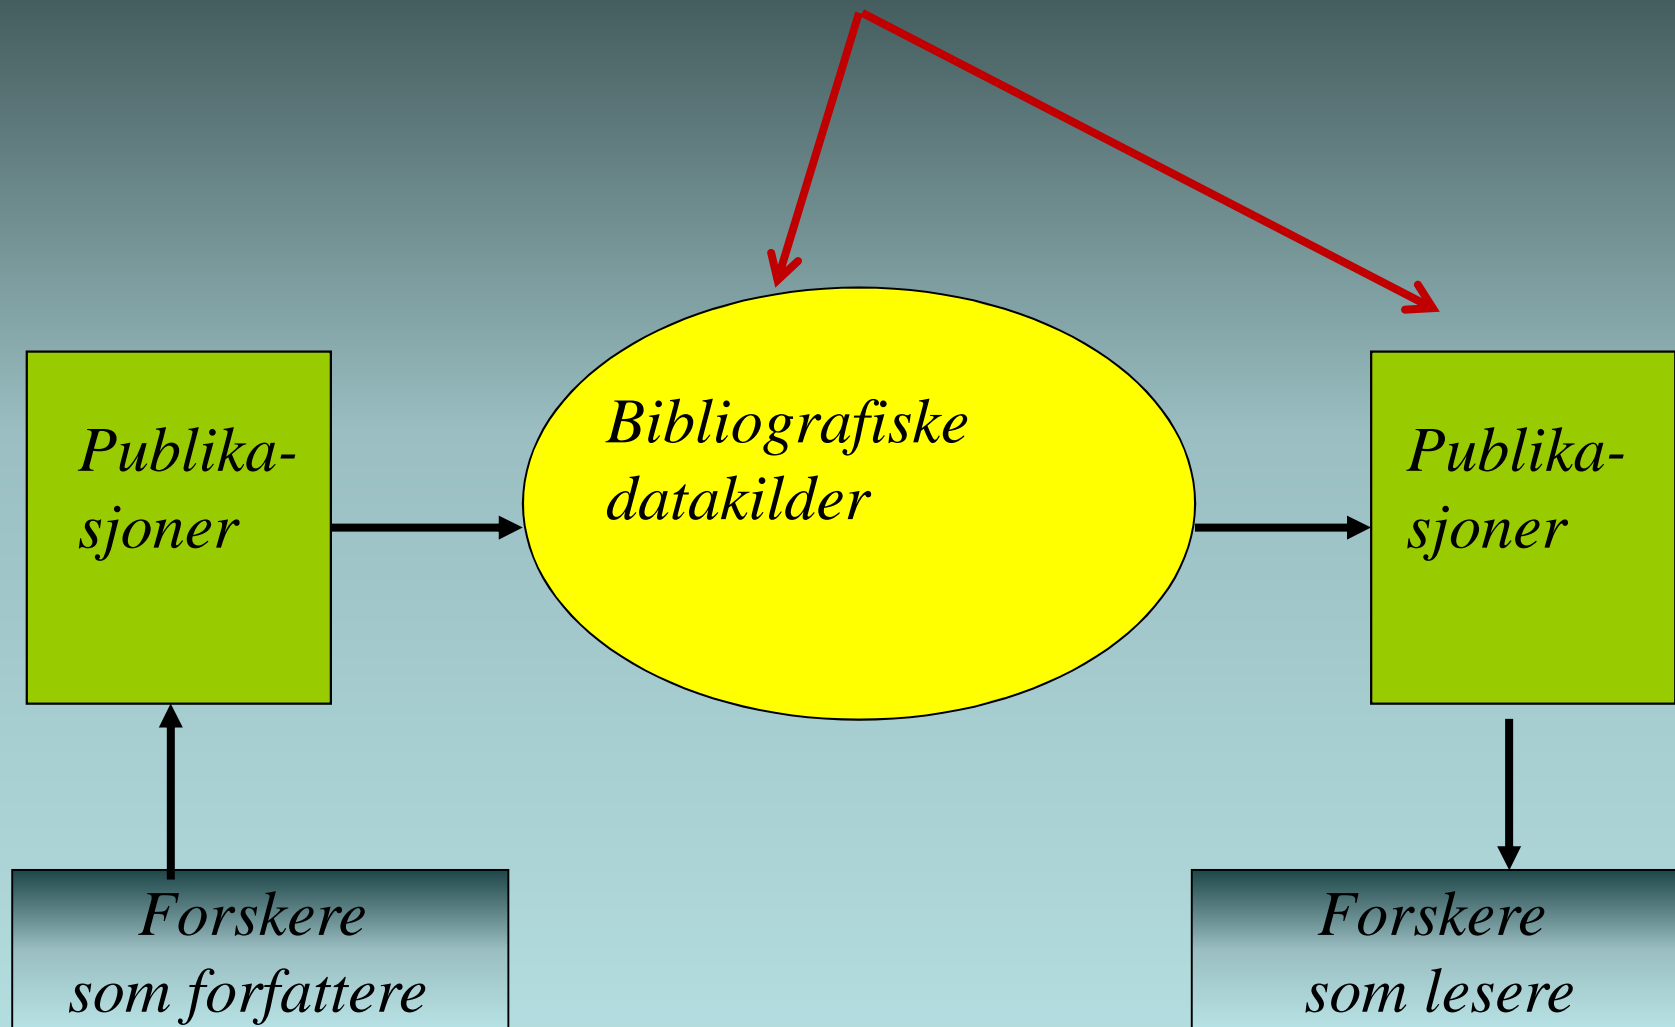 Publika-
sjoner
Bibliografiske
datakilder
Publika-
sjoner
Forskere
som forfattere
Forskere
som lesere